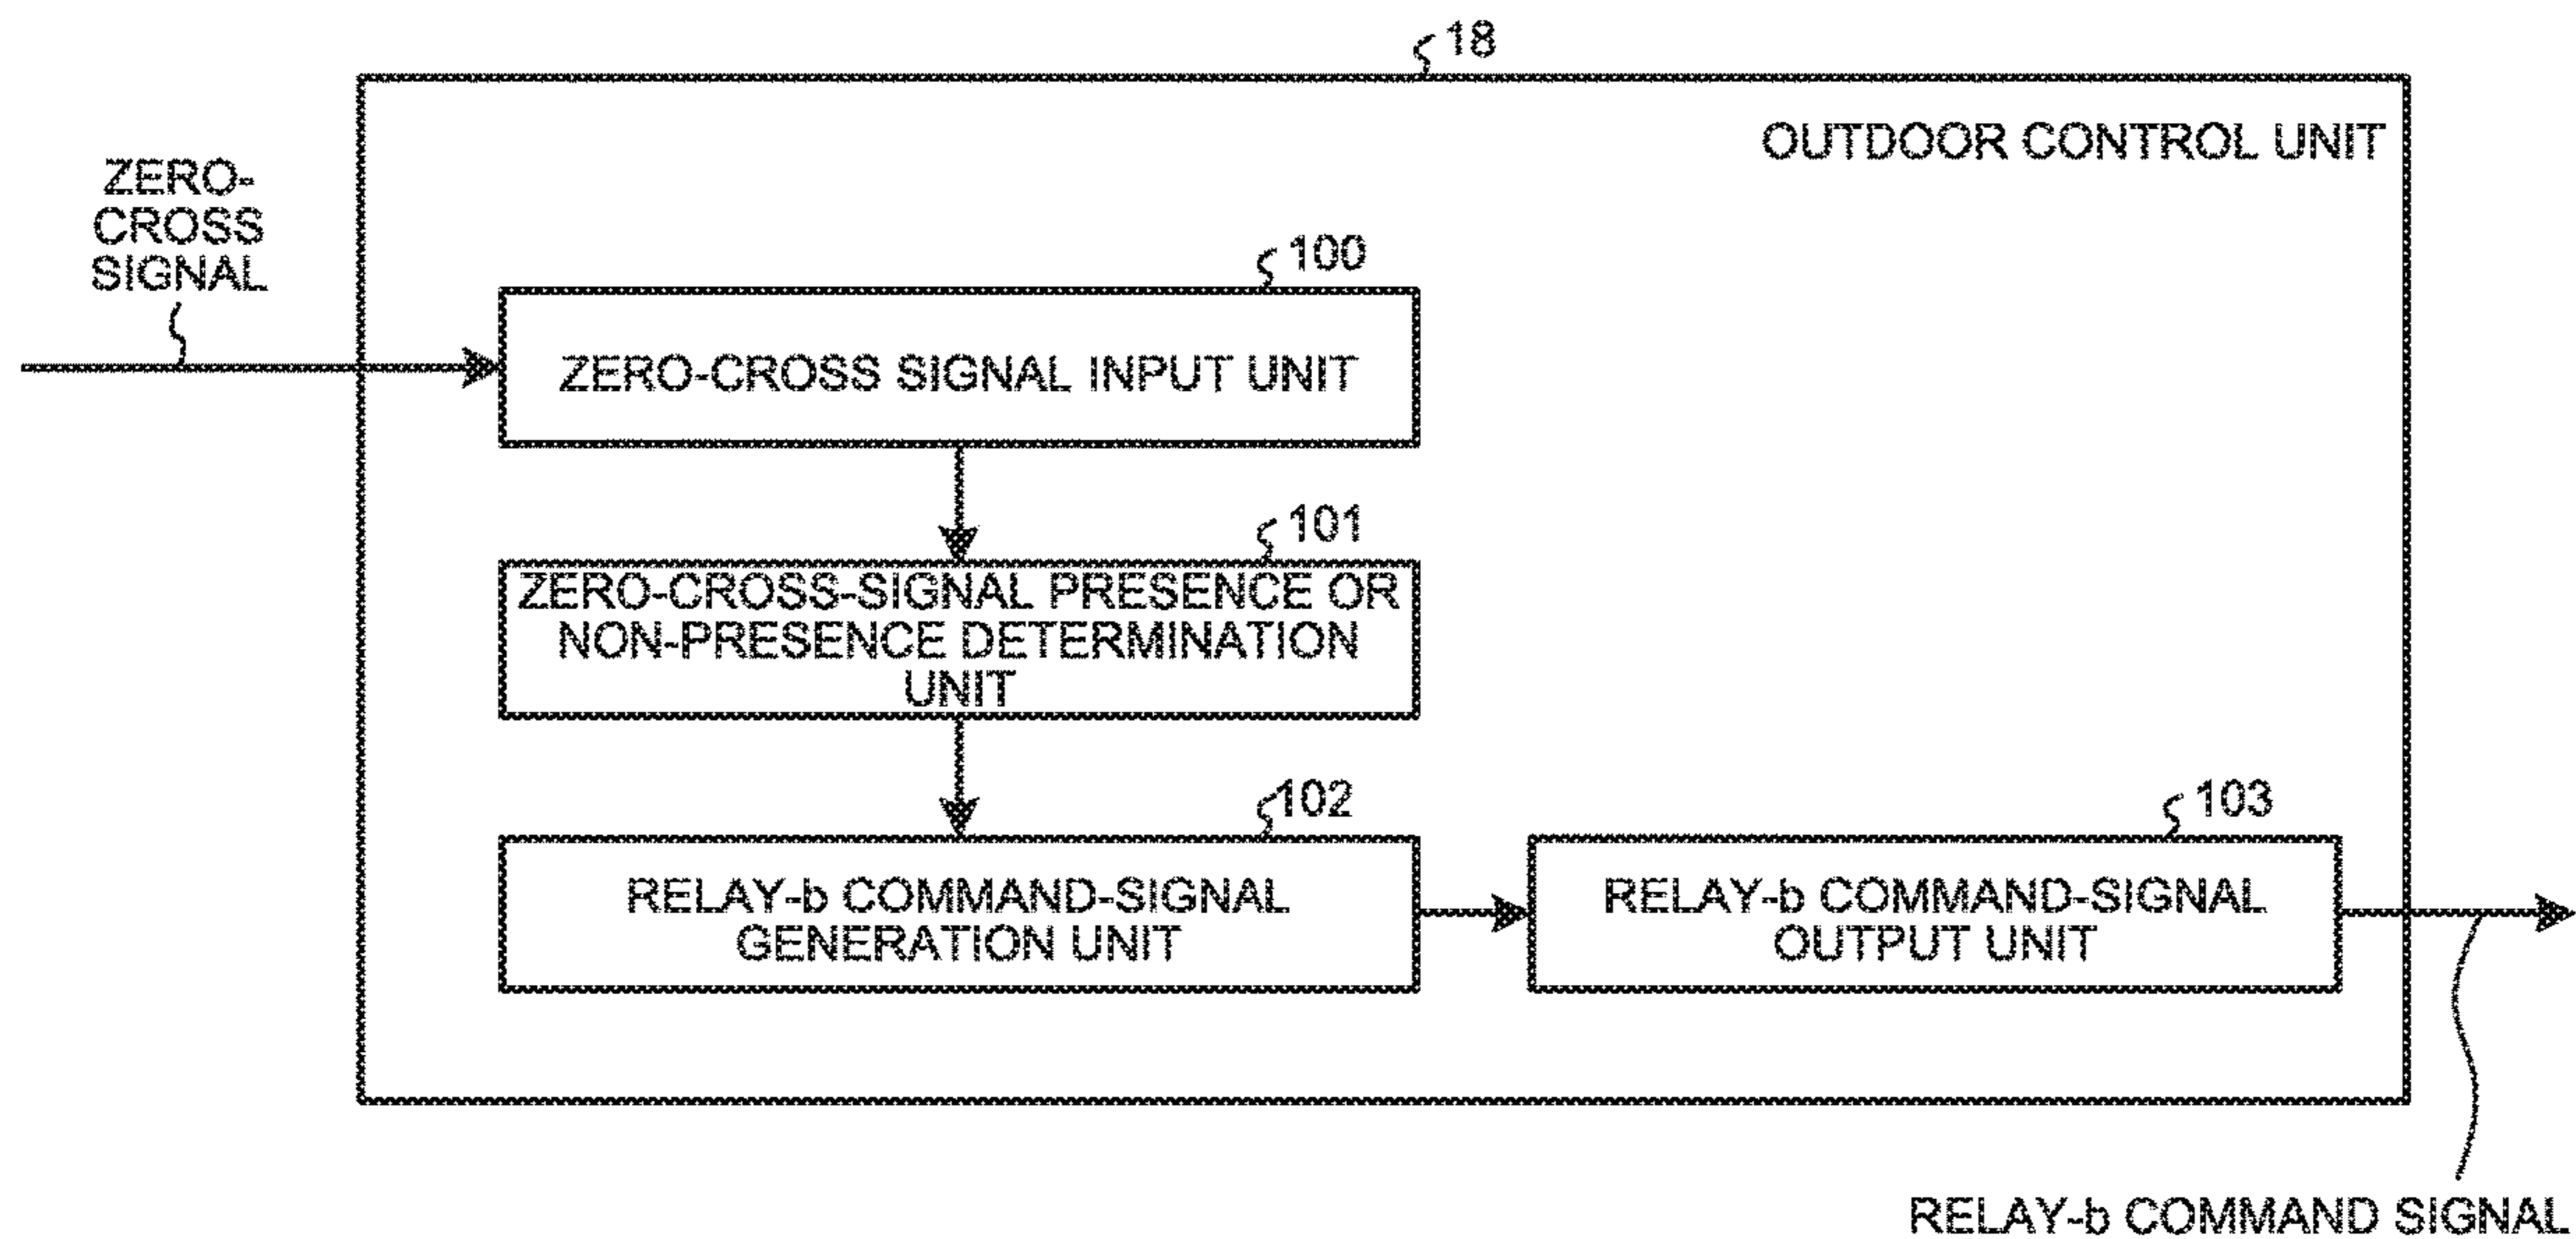 18
OUTDOOR CONTROL UNIT
ZERO-
CROSS
SIGNAL
100
ZERO-CROSS SIGNAL INPUT UNIT
101
ZERO-CROSS-SIGNAL PRESENCE OR
NON-PRESENCE DETERMINATION
UNIT
102
RELAY-b COMMAND-SIGNAL
GENERATION UNIT
103
RELAY-b COMMAND-SIGNAL
OUTPUT UNIT
RELAY-b COMMAND SIGNAL